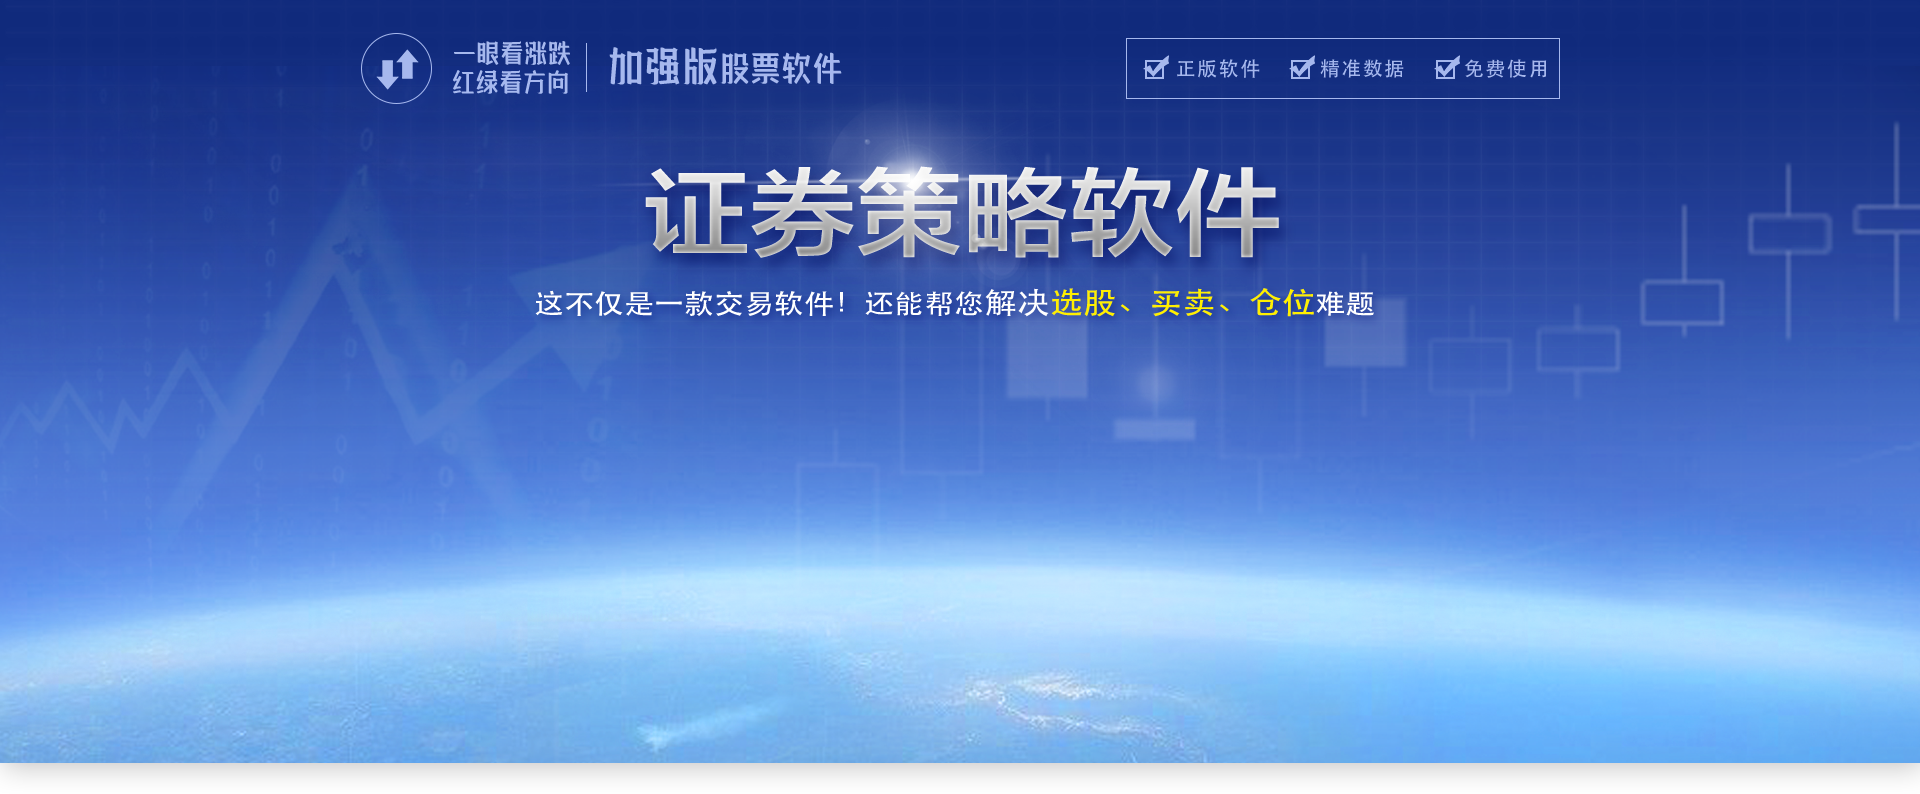 一眼看涨跌
红绿看方向
加强版股票软件
正版软件 精准数据 免费使用
证券策略软件
这不仅是一款交易软件！还能帮您解决选股、买卖、仓位难题